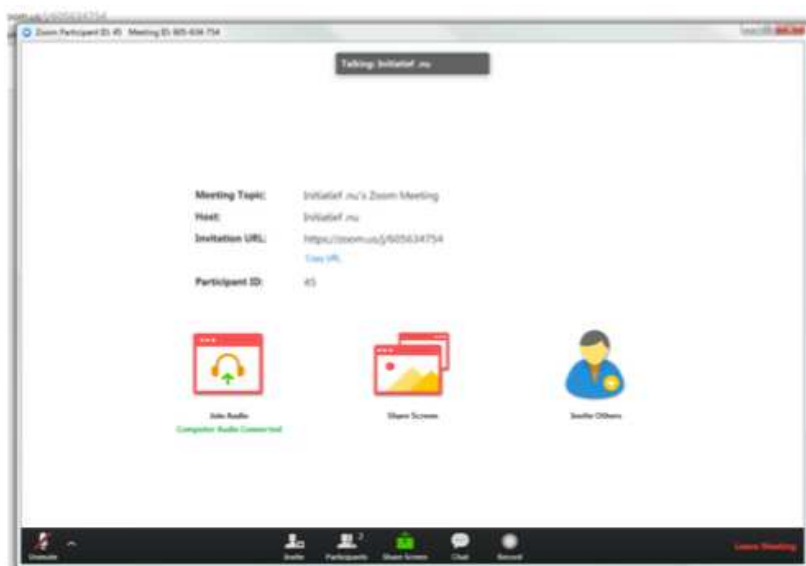 Zoom Participant ID: 45 Meeting ID: 605-634-754
Talking: Initiatief .nu
Meeting Topic: Initiatief .nu's Zoom Meeting
Host: Initiatief .nu
Invitation URL: https://zoom.us/j/605634754
Copy URL
Participant ID: 45
Join Audio Share Screen Invite Others
Computer Audio Connected
Unmute Invite Participants Share Screen Chat Record Leave Meeting